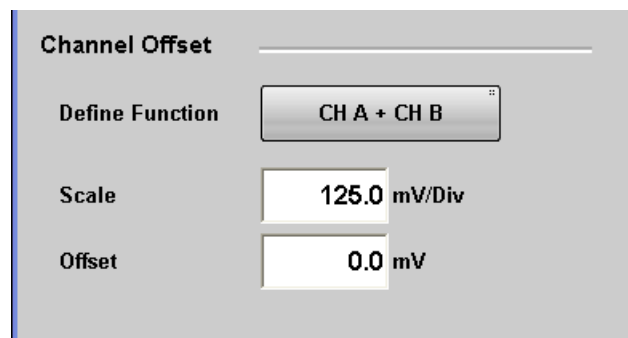 Channel Offset
Define Function CH A + CH B
Scale 125.0 mV/Div
Offset 0.0 mV